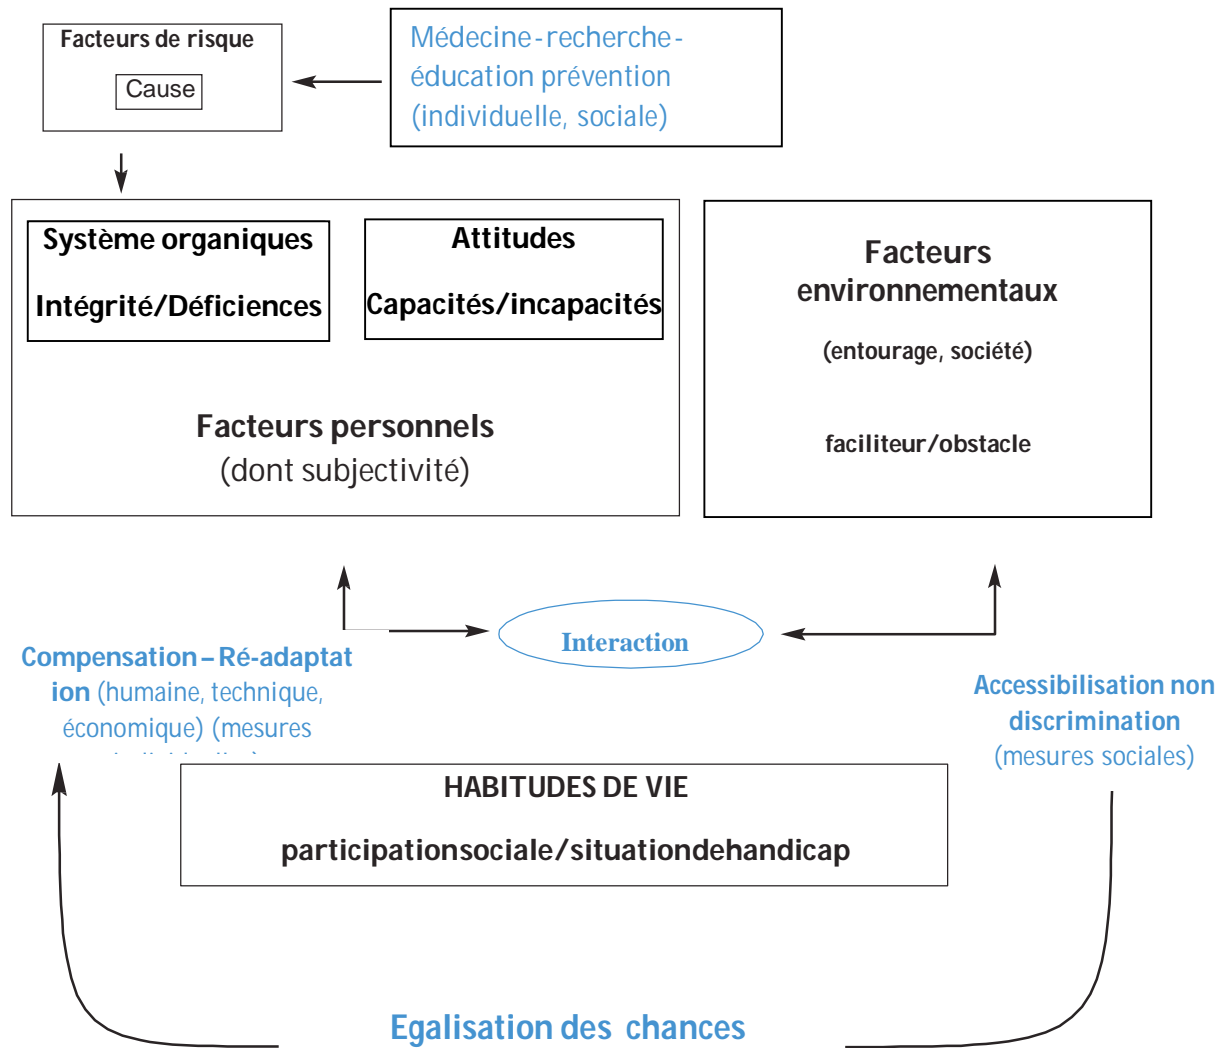 Facteurs de risque
Cause
Médecine-recherche-
éducation prévention
(individuelle, sociale)
Système organiques
Intégrité/Déficiences
Attitudes
Capacités/incapacités
Facteurs personnels
(dont subjectivité)
Facteurs
environnementaux
(entourage, société)
faciliteur/obstacle
Interaction
Compensation–Ré-adaptat
ion (humaine, technique,
économique) (mesures
Accessibilisation non
discrimination
(mesures sociales)
HABITUDES DE VIE
participationsociale/situationdehandicap
Egalisation des chances